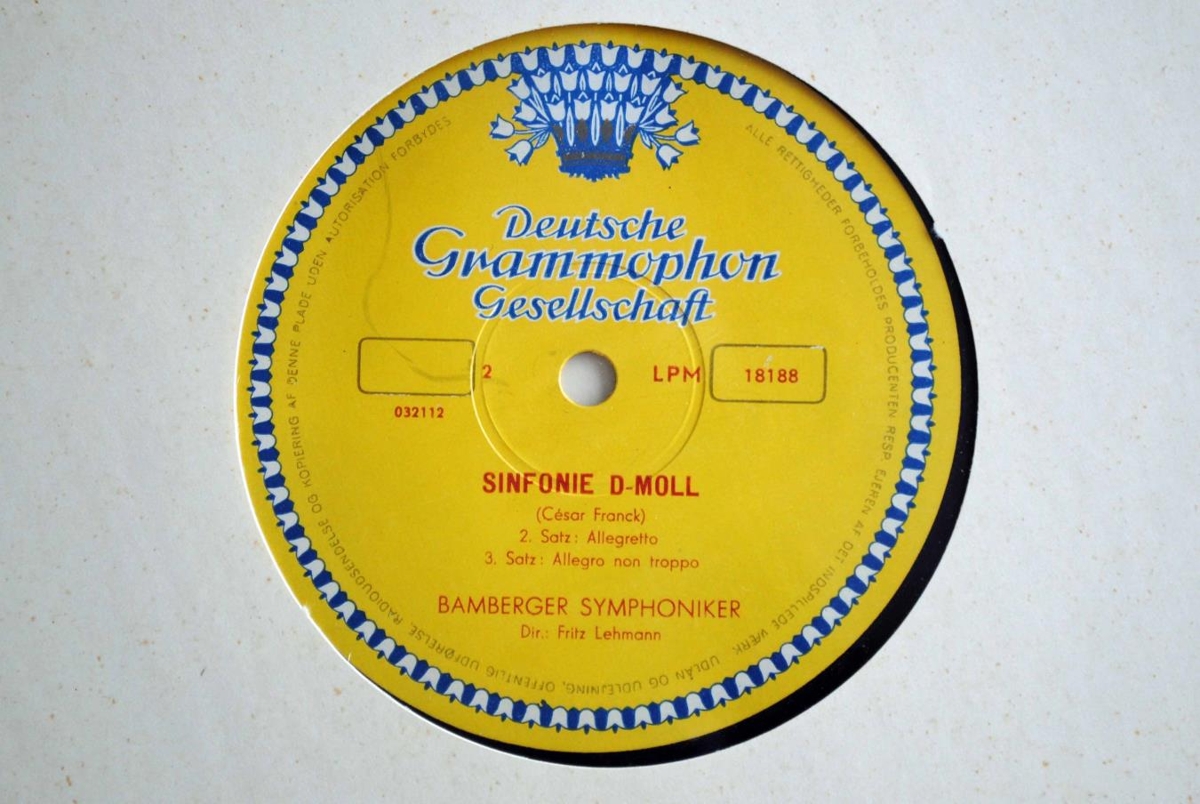 Deutsche
Grammophon
Gesellschaft
2
LPM
18188
032112
SINFONIE D-MOLL
(César Franck)
2. Satz: Allegretto
3. Satz: Allegro non troppo
BAMBERGER SYMPHONIKER
Dir.: Fritz Lehmann
ALLE RETTIGHEDER FORBEHOLDES PRODUCENTEN RESP. EJEREN AF DET INDSPILLEDE VÆRK. UDLÅN OG UDLEJNING, OFFENTLIG UDFØRELSE, RADIOUDSENDELSE OG KOPIERING AF DENNE PLADE UDEN AUTORISATION FORBYDES